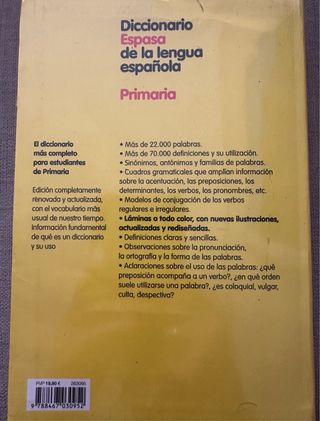 Diccionario
Espasa
de la lengua
española
Primaria
El diccionario
más completo
para estudiantes
de Primaria
Edición completamente
renovada y actualizada,
con el vocabulario más
usual de nuestro tiempo.
Información fundamental
de qué es un diccionario
y su uso
• Más de 22.000 palabras.
• Más de 70.000 definiciones y su utilización.
• Sinónimos, antónimos y familias de palabras.
• Cuadros gramaticales que amplían información
sobre la acentuación, las preposiciones, los
determinantes, los verbos, los pronombres, etc.
• Modelos de conjugación de los verbos
regulares e irregulares.
• Láminas a todo color, con nuevas ilustraciones,
actualizadas y rediseñadas.
• Definiciones claras y sencillas.
• Observaciones sobre la pronunciación,
la ortografía y la forma de las palabras.
• Aclaraciones sobre el uso de las palabras: ¿qué
preposición acompaña a un verbo?, ¿en qué orden
suele utilizarse una palabra?, ¿es coloquial, vulgar,
culta, despectiva?
9 788467 030952